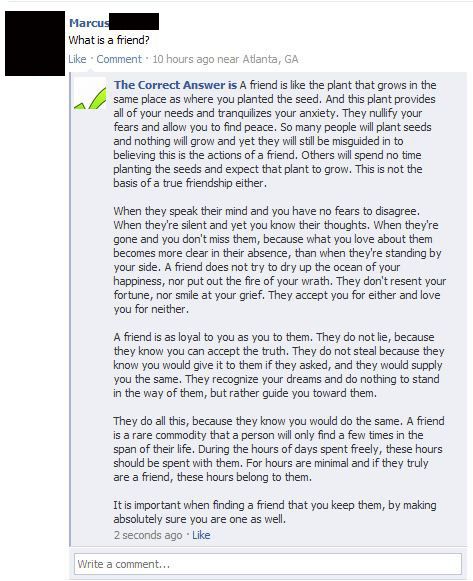 Marcus
What is a friend?
Like · Comment · 10 hours ago near Atlanta, GA
The Correct Answer is A friend is like the plant that grows in the
same place as where you planted the seed. And this plant provides
all of your needs and tranquilizes your anxiety. They nullify your
fears and allow you to find peace. So many people will plant seeds
and nothing will grow and yet they will still be misguided in to
believing this is the actions of a friend. Others will spend no time
planting the seeds and expect that plant to grow. This is not the
basis of a true friendship either.
When they speak their mind and you have no fears to disagree.
When they're silent and yet you know their thoughts. When they're
gone and you don't miss them, because what you love about them
becomes more clear in their absence, than when they're standing by
your side. A friend does not try to dry up the ocean of your
happiness, nor put out the fire of your wrath. They don't resent your
fortune, nor smile at your grief. They accept you for either and love
you for neither.
A friend is as loyal to you as you to them. They do not lie, because
they know you can accept the truth. They do not steal because they
know you would give it to them if they asked, and they would supply
you the same. They recognize your dreams and do nothing to stand
in the way of them, but rather guide you toward them.
They do all this, because they know you would do the same. A friend
is a rare commodity that a person will only find a few times in the
span of their life. During the hours of days spent freely, these hours
should be spent with them. For hours are minimal and if they truly
are a friend, these hours belong to them.
It is important when finding a friend that you keep them, by making
absolutely sure you are one as well.
2 seconds ago · Like
Write a comment...